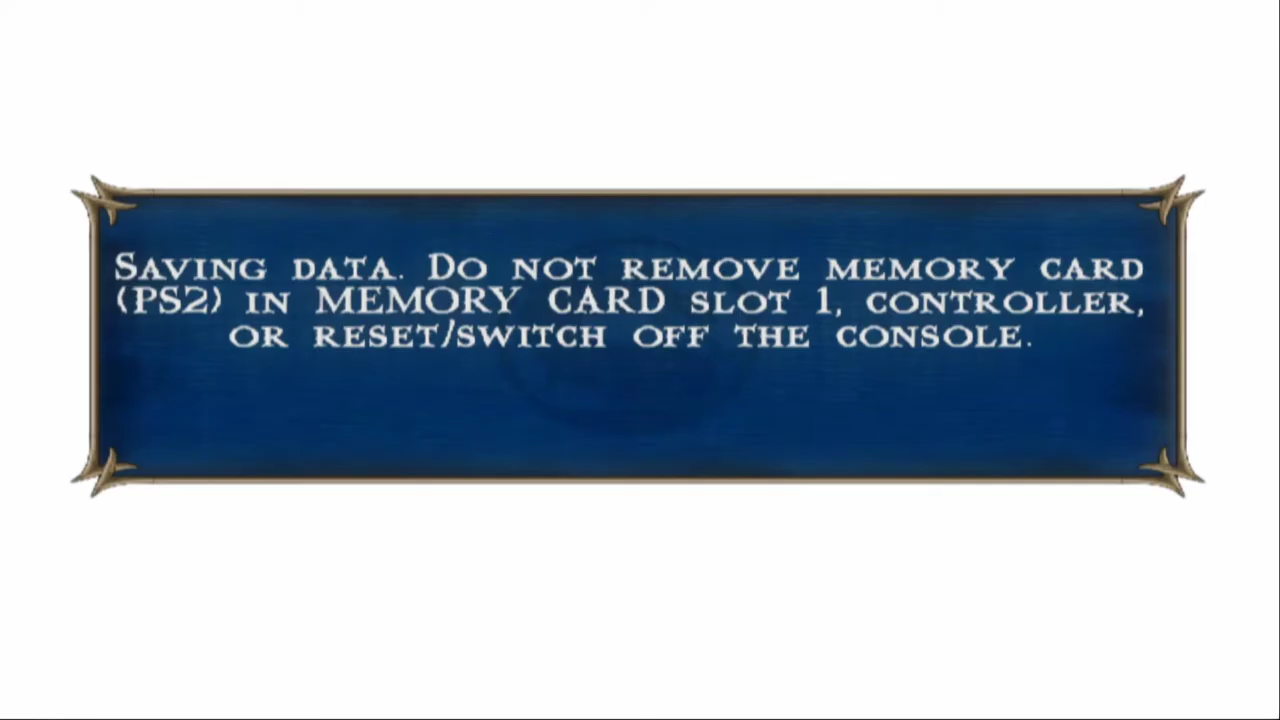 Saving data. Do not remove memory card
(PS2) in MEMORY CARD slot 1, controller,
or reset/switch off the console.